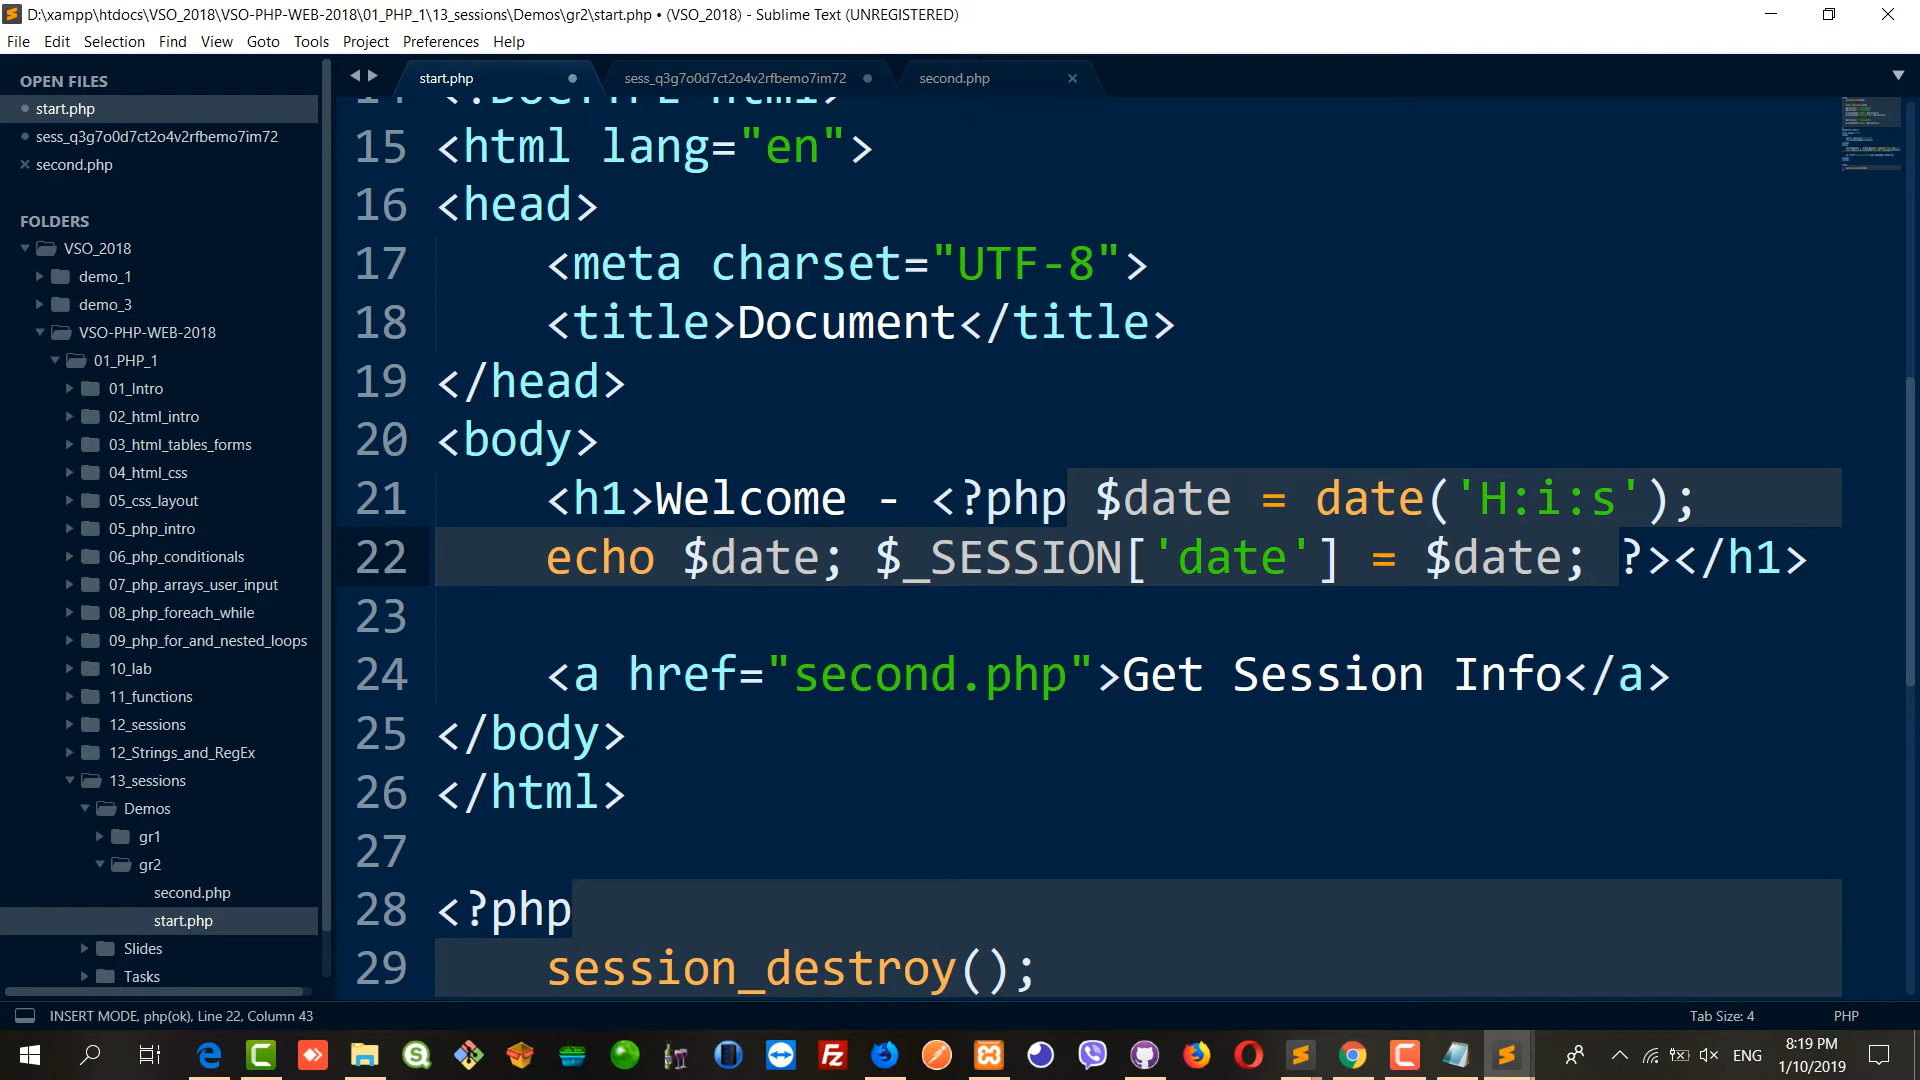 D:\xampp\htdocs\VSO_2018\VSO-PHP-WEB-2018\01_PHP_1\13_sessions\Demos\gr2\start.php • (VSO_2018) - Sublime Text (UNREGISTERED)
File Edit Selection Find View Goto Tools Project Preferences Help
OPEN FILES
start.php
sess_q3g7o0d7ct2o4v2rfbemo7im72
second.php
FOLDERS
VSO_2018
demo_1
demo_3
VSO-PHP-WEB-2018
01_PHP_1
01_Intro
02_html_intro
03_html_tables_forms
04_html_css
05_css_layout
05_php_intro
06_php_conditionals
07_php_arrays_user_input
08_php_foreach_while
09_php_for_and_nested_loops
10_lab
11_functions
12_sessions
12_Strings_and_RegEx
13_sessions
Demos
gr1
gr2
second.php
start.php
Slides
Tasks
start.php sess_q3g7o0d7ct2o4v2rfbemo7im72 second.php
14 <!DOCTYPE html>
15 <html lang="en">
16 <head>
17 <meta charset="UTF-8">
18 <title>Document</title>
19 </head>
20 <body>
21 <h1>Welcome - <?php $date = date('H:i:s');
22 echo $date; $_SESSION['date'] = $date; ?></h1>
23
24 <a href="second.php">Get Session Info</a>
25 </body>
26 </html>
27
28 <?php
29 session_destroy();
INSERT MODE, php(ok), Line 22, Column 43
Tab Size: 4 PHP
ENG
8:19 PM
1/10/2019